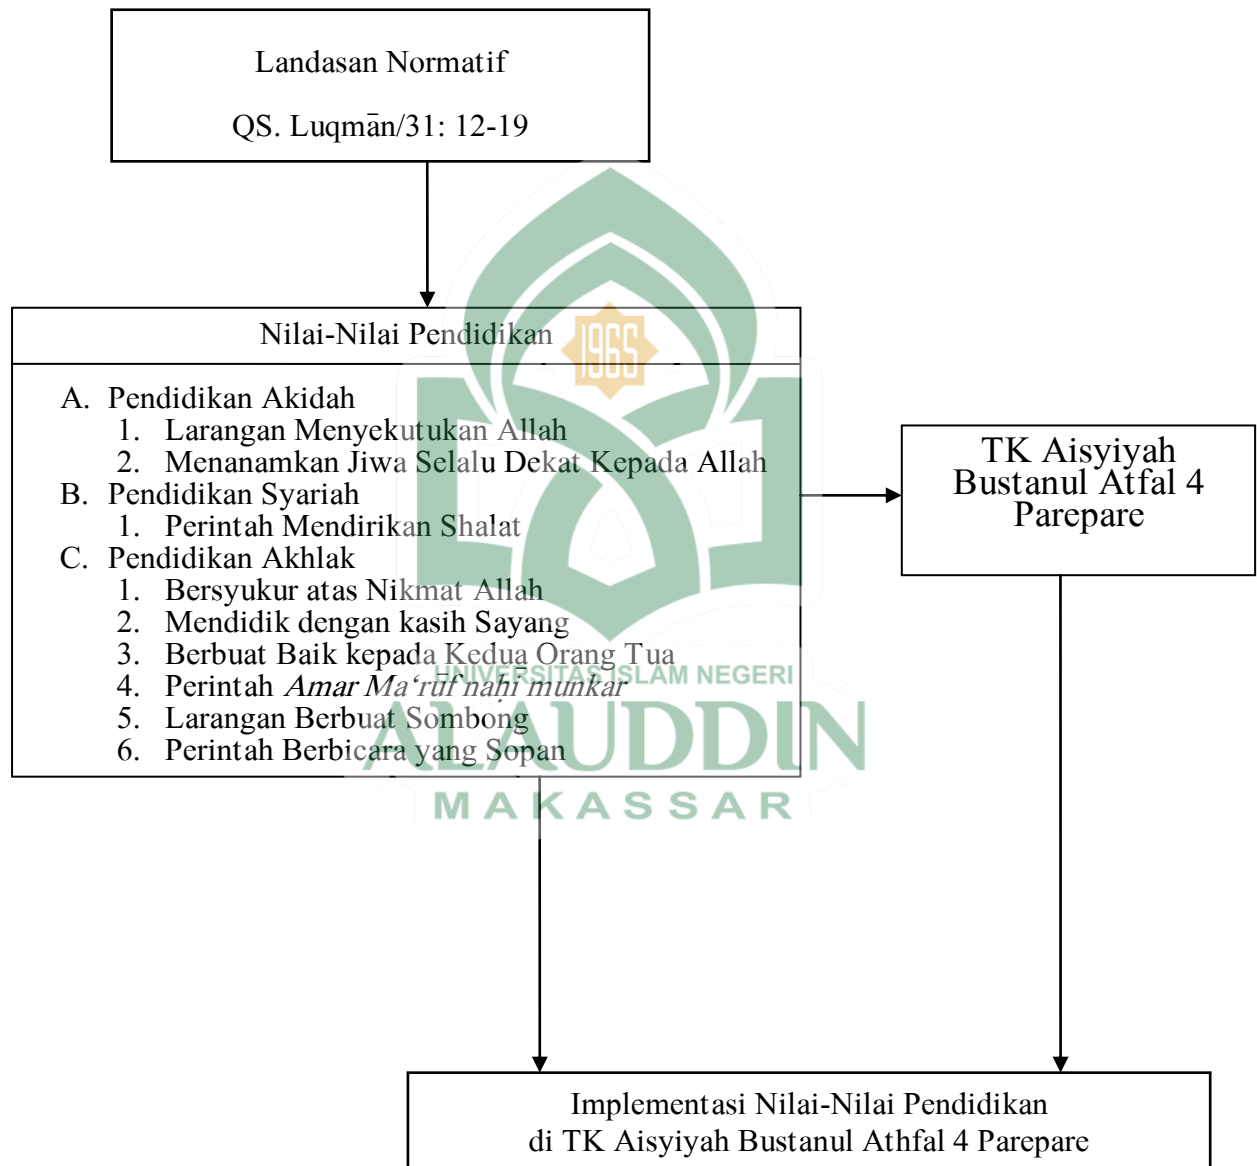 Landasan Normatif
QS. Luqmān/31: 12-19
1965
Nilai-Nilai Pendidikan
A. Pendidikan Akidah
1. Larangan Menyekutukan Allah
2. Menanamkan Jiwa Selalu Dekat Kepada Allah
B. Pendidikan Syariah
1. Perintah Mendirikan Shalat
C. Pendidikan Akhlak
1. Bersyukur atas Nikmat Allah
2. Mendidik dengan kasih Sayang
3. Berbuat Baik kepada Kedua Orang Tua
4. Perintah Amar Ma‘rūf naḥī munkar
5. Larangan Berbuat Sombong
6. Perintah Berbicara yang Sopan
TK Aisyiyah
Bustanul Atfal 4
Parepare
UNIVERSITAS ISLAM NEGERI
ALAUDDIN
MAKASSAR
Implementasi Nilai-Nilai Pendidikan
di TK Aisyiyah Bustanul Athfal 4 Parepare